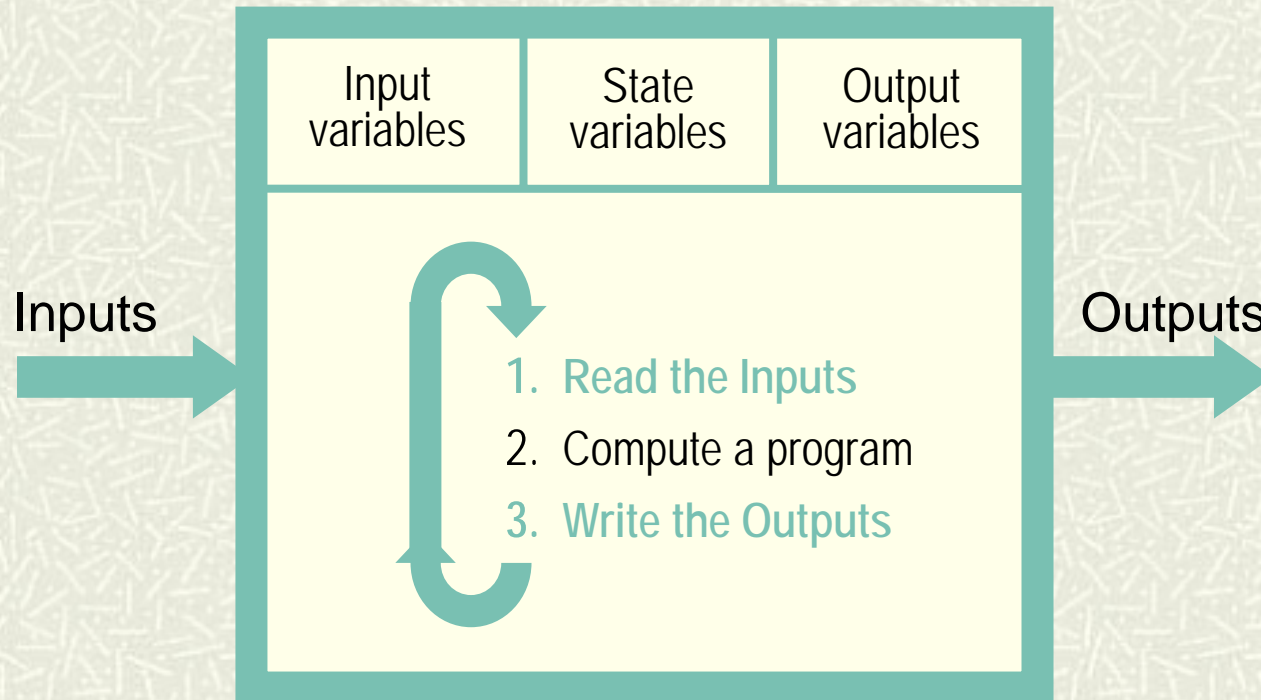 Input
variables
State
variables
Output
variables
Inputs
Outputs
1. Read the Inputs
2. Compute a program
3. Write the Outputs